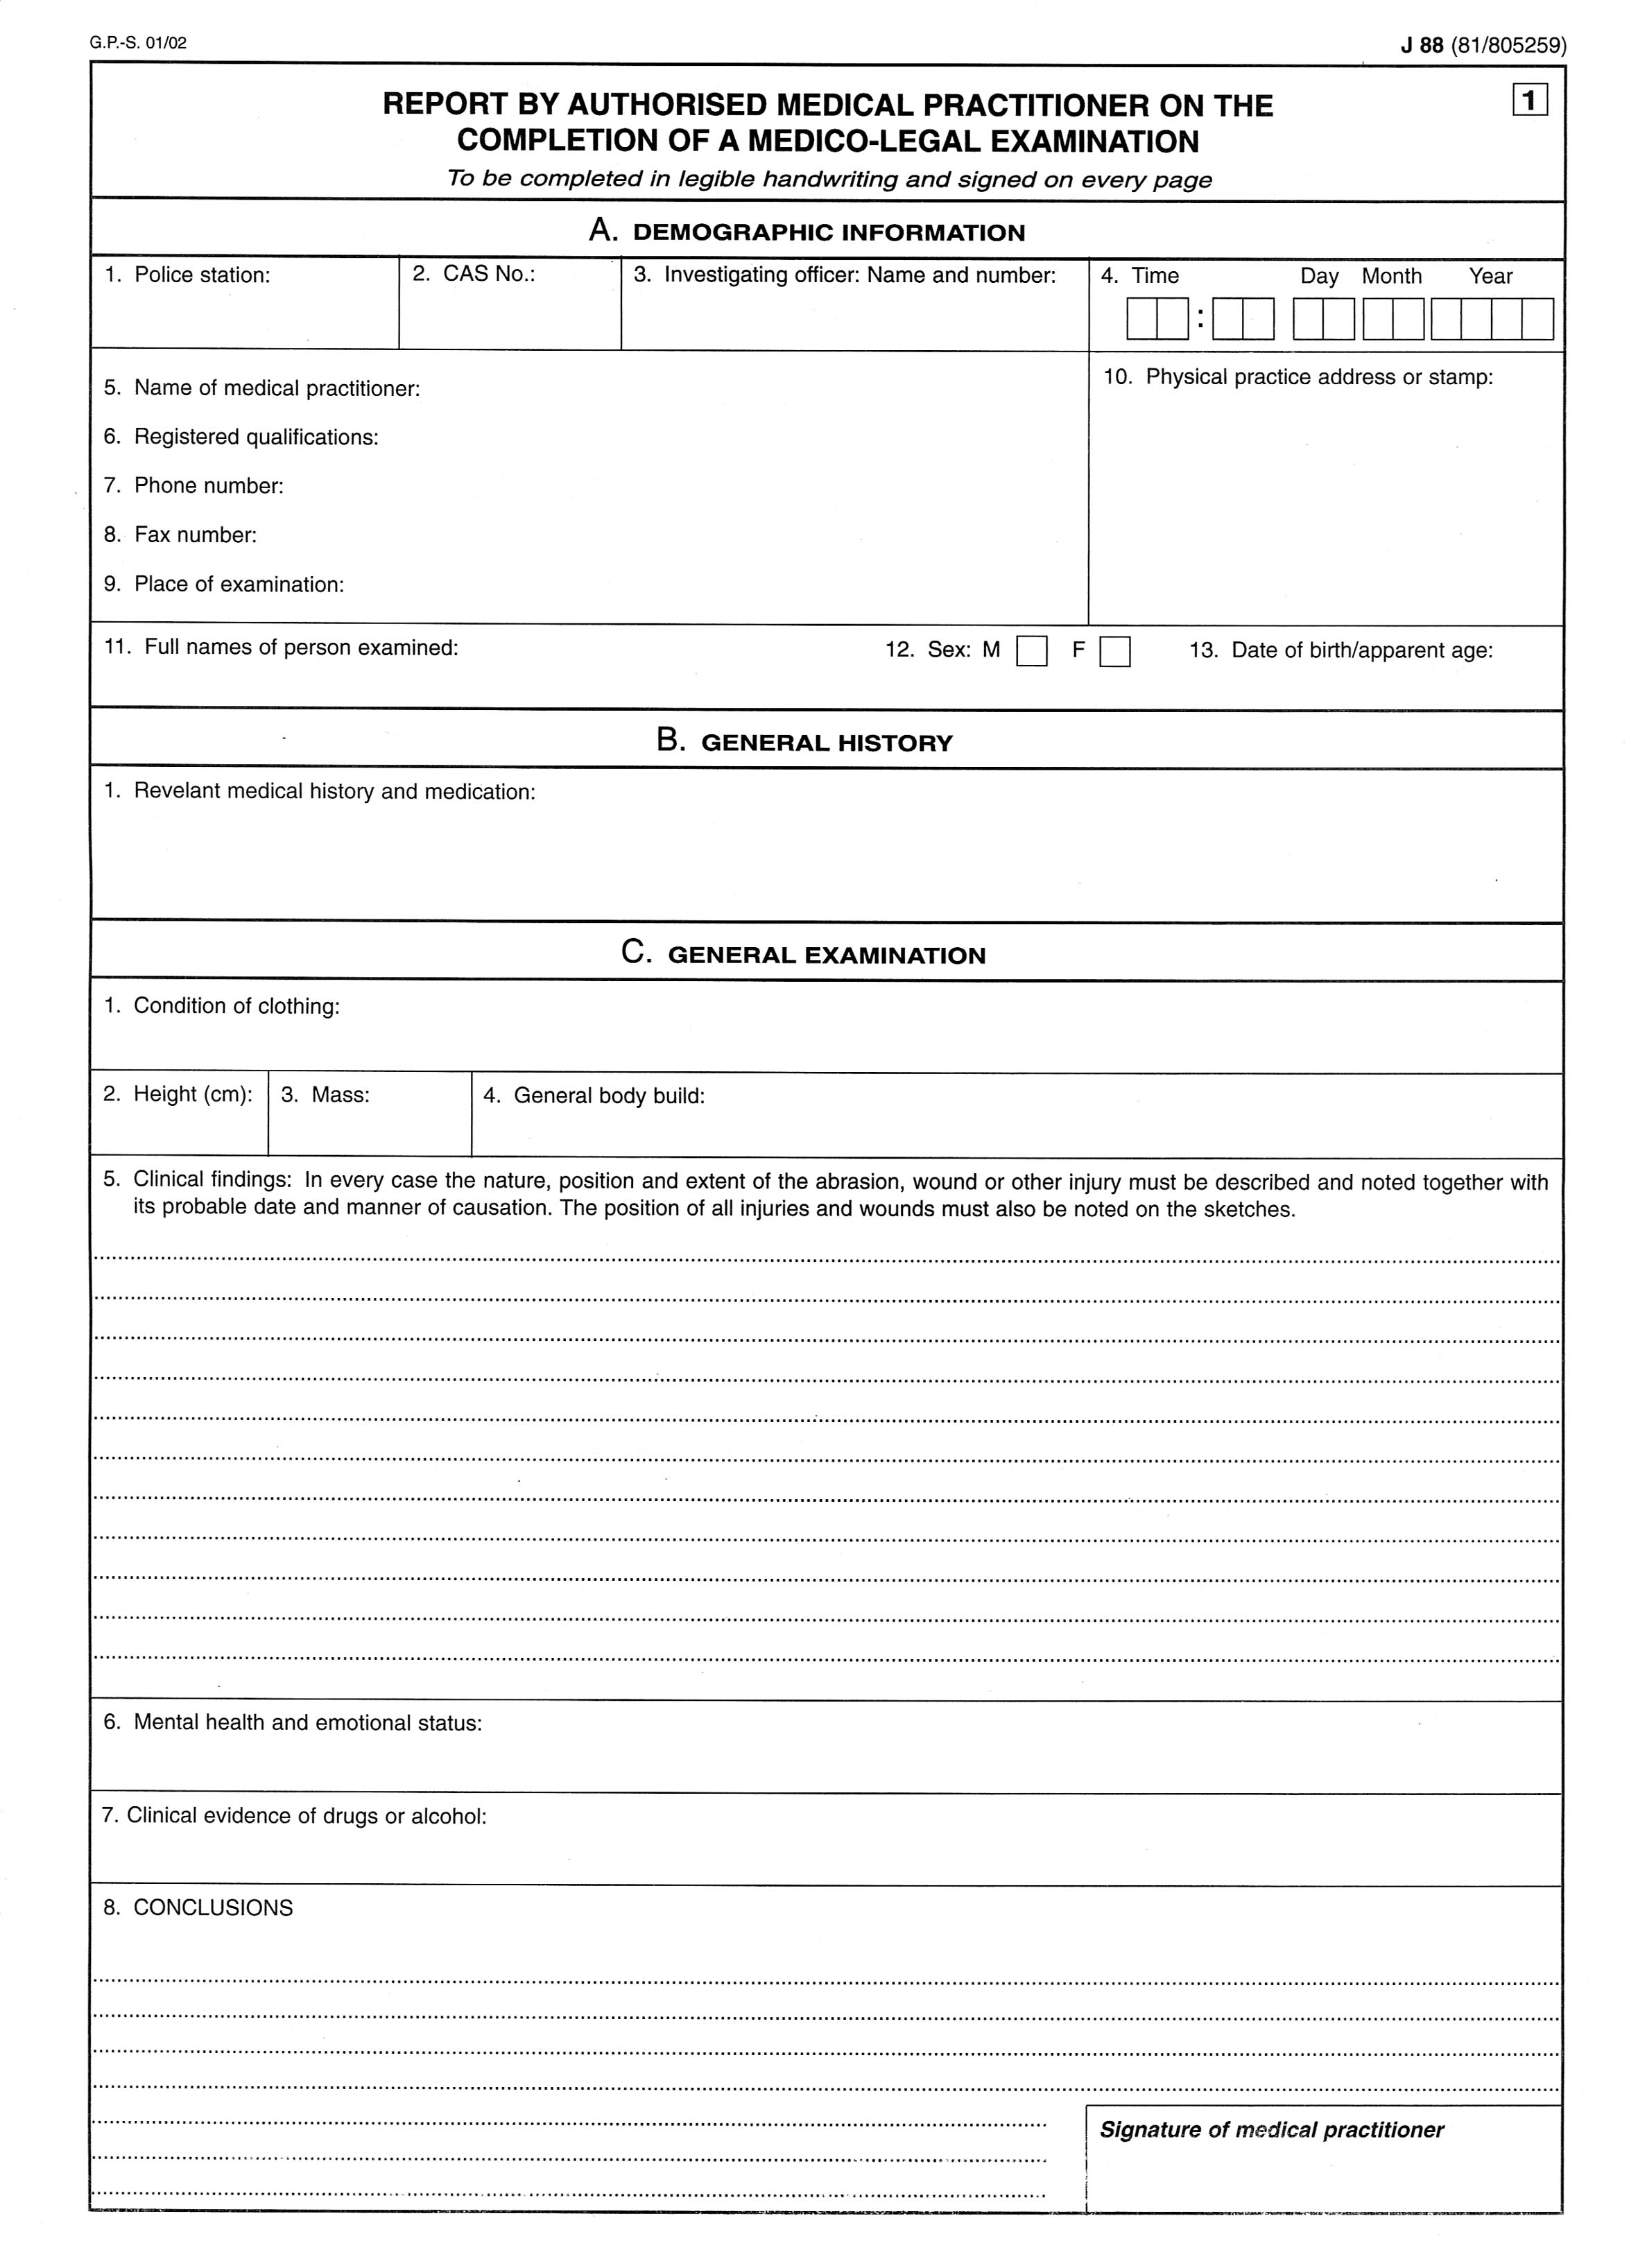 G.P.-S. 01/02
J 88 (81/805259)
REPORT BY AUTHORISED MEDICAL PRACTITIONER ON THE
COMPLETION OF A MEDICO-LEGAL EXAMINATION
1
To be completed in legible handwriting and signed on every page
A. DEMOGRAPHIC INFORMATION
1. Police station:
2. CAS No.:
3. Investigating officer: Name and number:
4. Time Day Month Year
:
5. Name of medical practitioner:
6. Registered qualifications:
7. Phone number:
8. Fax number:
9. Place of examination:
10. Physical practice address or stamp:
11. Full names of person examined:
12. Sex: M F
13. Date of birth/apparent age:
B. GENERAL HISTORY
1. Revelant medical history and medication:
C. GENERAL EXAMINATION
1. Condition of clothing:
2. Height (cm):
3. Mass:
4. General body build:
5. Clinical findings: In every case the nature, position and extent of the abrasion, wound or other injury must be described and noted together with
its probable date and manner of causation. The position of all injuries and wounds must also be noted on the sketches.
6. Mental health and emotional status:
7. Clinical evidence of drugs or alcohol:
8. CONCLUSIONS
Signature of medical practitioner